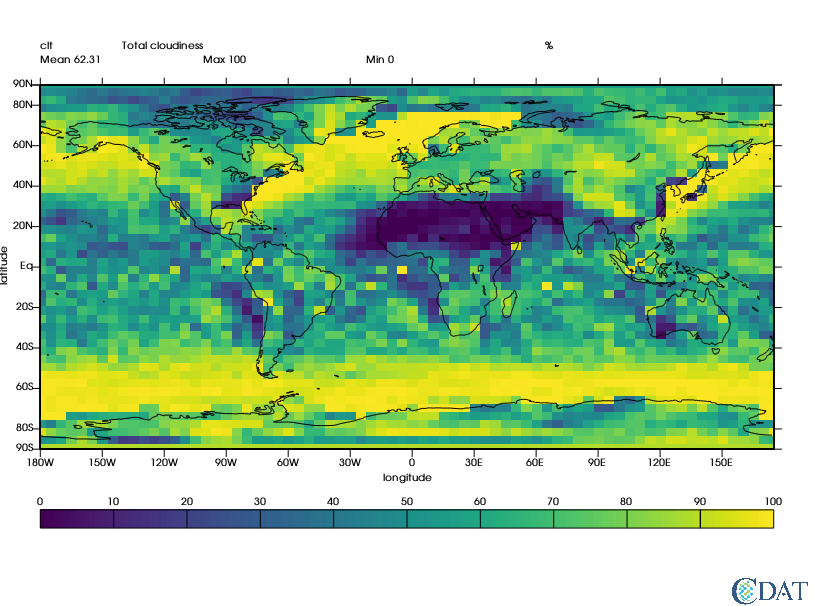 clt Total cloudiness %
Mean 62.31 Max 100 Min 0
90N
80N
60N
40N
20N
Eq
20S
40S
60S
80S
90S
latitude
180W 150W 120W 90W 60W 30W 0 30E 60E 90E 120E 150E
longitude
0 10 20 30 40 50 60 70 80 90 100
CDAT